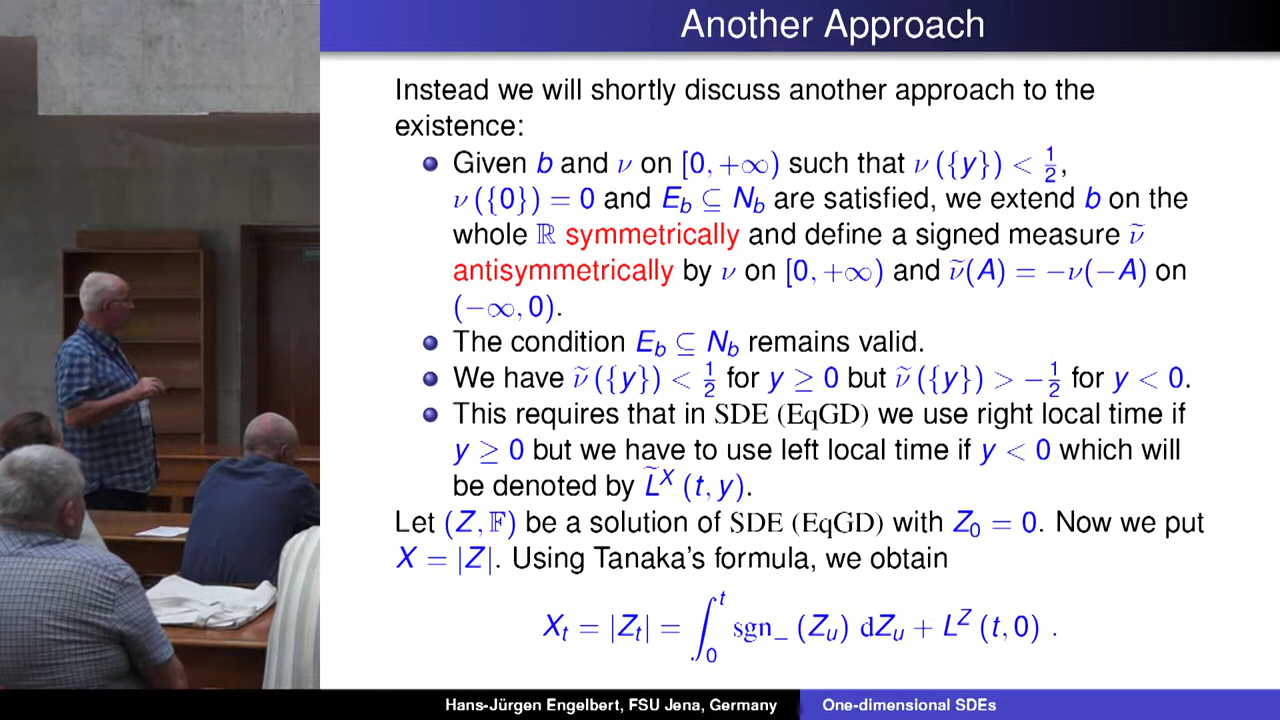 Another Approach
Instead we will shortly discuss another approach to the
existence:
Given b and ν on [0, +∞) such that ν ({y}) < 1/2,
ν ({0}) = 0 and E_b ⊆ N_b are satisfied, we extend b on the
whole ℝ symmetrically and define a signed measure ν̃
antisymmetrically by ν on [0, +∞) and ν̃(A) = −ν(−A) on
(−∞, 0).
The condition E_b ⊆ N_b remains valid.
We have ν̃ ({y}) < 1/2 for y ≥ 0 but ν̃ ({y}) > −1/2 for y < 0.
This requires that in SDE (EqGD) we use right local time if
y ≥ 0 but we have to use left local time if y < 0 which will
be denoted by L̃^X (t, y).
Let (Z, 𝔽) be a solution of SDE (EqGD) with Z_0 = 0. Now we put
X = |Z|. Using Tanaka's formula, we obtain
X_t = |Z_t| = ∫_0^t sgn_− (Z_u) dZ_u + L^Z (t, 0) .
Hans-Jürgen Engelbert, FSU Jena, Germany One-dimensional SDEs